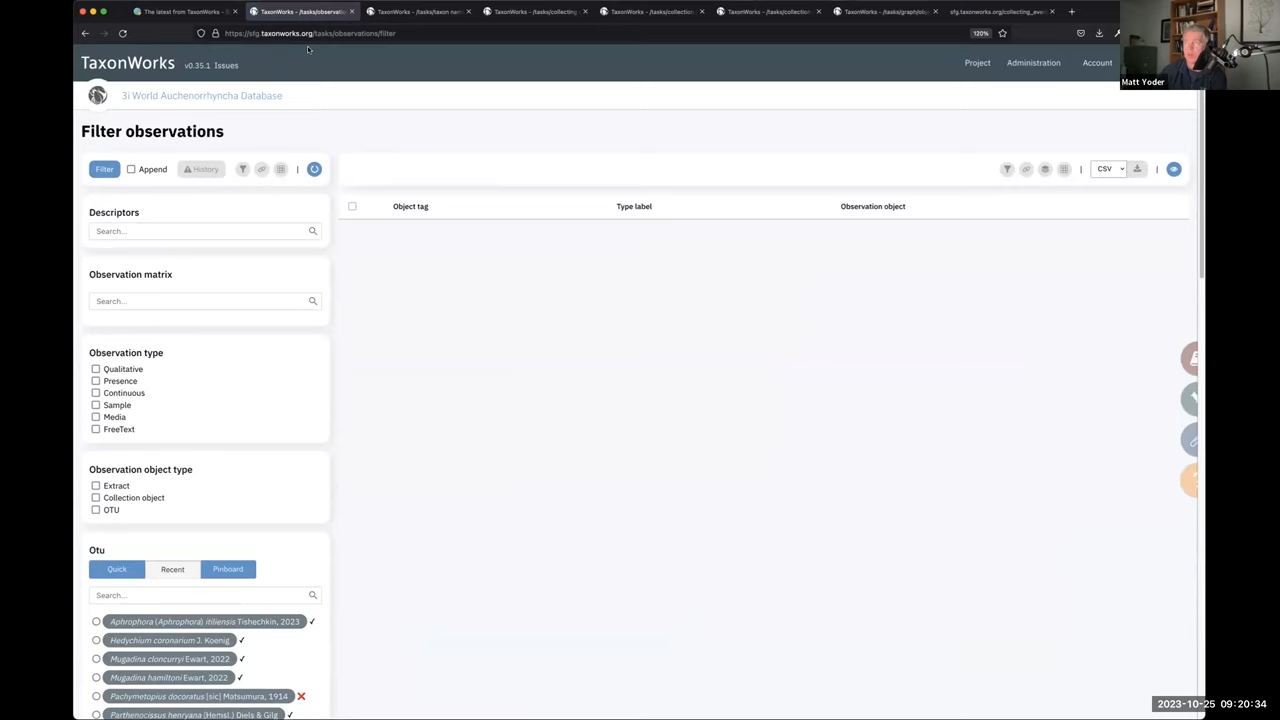 The latest from TaxonWorks -
TaxonWorks - /tasks/observatio
TaxonWorks - /tasks/taxon nam
TaxonWorks - /tasks/collecting
TaxonWorks - /tasks/collection
TaxonWorks - /tasks/collection
TaxonWorks - /tasks/graph/obj
sfg.taxonworks.org/collecting_eve
https://sfg.taxonworks.org/tasks/observations/filter
120%
TaxonWorks v0.35.1 Issues
Project Administration Account
Matt Yoder
3i World Auchenorrhyncha Database
Filter observations
Filter Append History
CSV
Object tag Type label Observation object
Descriptors
Search...
Observation matrix
Search...
Observation type
Qualitative
Presence
Continuous
Sample
Media
FreeText
Observation object type
Extract
Collection object
OTU
Otu
Quick Recent Pinboard
Search...
Aphrophora (Aphrophora) itiliensis Tishechkin, 2023 ✓
Hedychium coronarium J. Koenig ✓
Mugadina cloncurryi Ewart, 2022 ✓
Mugadina hamiltoni Ewart, 2022 ✓
Pachymetopius docoratus [sic] Matsumura, 1914 ❌
Parthenocissus henryana (Hemsl.) Diels & Gilg ✓
2023-10-25 09:20:34